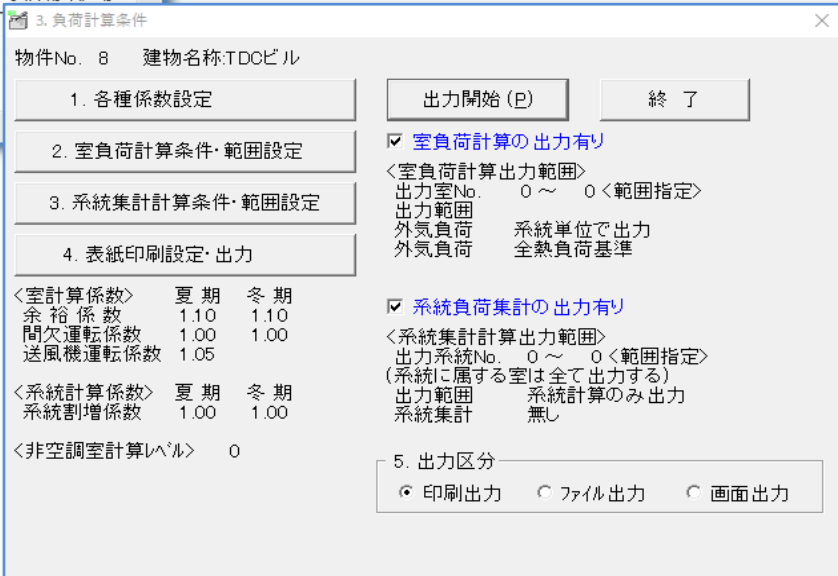 3. 負荷計算条件
物件No. 8 建物名称:TDCビル
1. 各種係数設定
2. 室負荷計算条件・範囲設定
3. 系統集計計算条件・範囲設定
4. 表紙印刷設定・出力
<室計算係数> 夏 期 冬 期
余 裕 係 数 1.10 1.10
間欠運転係数 1.00 1.00
送風機運転係数 1.05
<系統計算係数> 夏 期 冬 期
系統割増係数 1.00 1.00
<非空調室計算レベル> 0
出力開始(P) 終 了
室負荷計算の出力有り
<室負荷計算出力範囲>
出力室No. 0 ~ 0 <範囲指定>
出力範囲
外気負荷 系統単位で出力
外気負荷 全熱負荷基準
系統負荷集計の出力有り
<系統集計計算出力範囲>
出力系統No. 0 ~ 0 <範囲指定>
(系統に属する室は全て出力する)
出力範囲 系統計算のみ出力
系統集計 無し
5. 出力区分
印刷出力 ファイル出力 画面出力